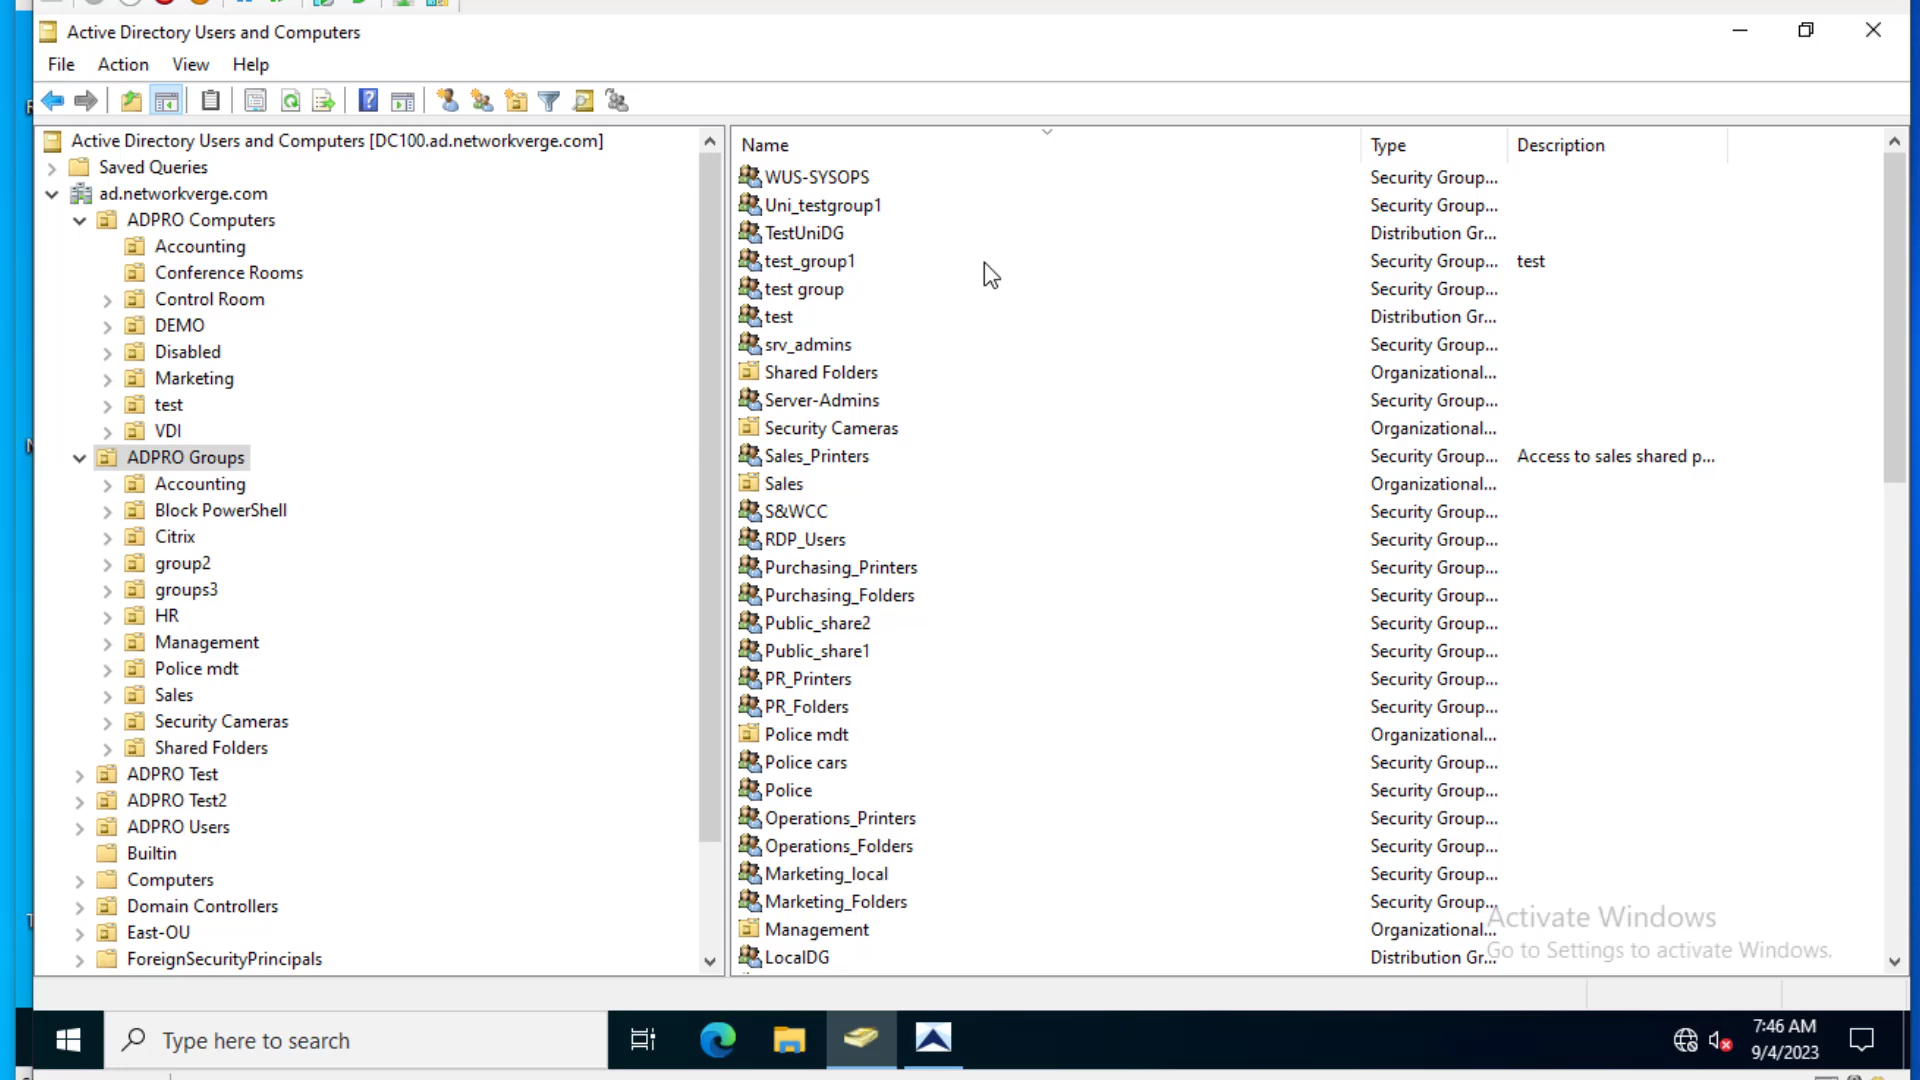 Active Directory Users and Computers
File Action View Help
Active Directory Users and Computers [DC100.ad.networkverge.com]
Saved Queries
ad.networkverge.com
ADPRO Computers
Accounting
Conference Rooms
Control Room
DEMO
Disabled
Marketing
test
VDI
ADPRO Groups
Accounting
Block PowerShell
Citrix
group2
groups3
HR
Management
Police mdt
Sales
Security Cameras
Shared Folders
ADPRO Test
ADPRO Test2
ADPRO Users
Builtin
Computers
Domain Controllers
East-OU
ForeignSecurityPrincipals
Name Type Description
WUS-SYSOPS Security Group...
Uni_testgroup1 Security Group...
TestUniDG Distribution Gr...
test_group1 Security Group... test
test group Security Group...
test Distribution Gr...
srv_admins Security Group...
Shared Folders Organizational...
Server-Admins Security Group...
Security Cameras Organizational...
Sales_Printers Security Group... Access to sales shared p...
Sales Organizational...
S&WCC Security Group...
RDP_Users Security Group...
Purchasing_Printers Security Group...
Purchasing_Folders Security Group...
Public_share2 Security Group...
Public_share1 Security Group...
PR_Printers Security Group...
PR_Folders Security Group...
Police mdt Organizational...
Police cars Security Group...
Police Security Group...
Operations_Printers Security Group...
Operations_Folders Security Group...
Marketing_local Security Group...
Marketing_Folders Security Group...
Management Organizational...
LocalDG Distribution Gr...
Activate Windows
Go to Settings to activate Windows.
Type here to search
7:46 AM
9/4/2023